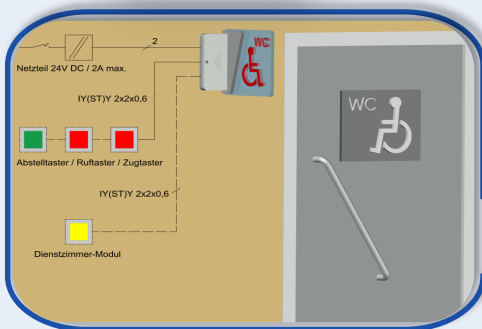 2
WC
Netzteil 24V DC / 2A max.
IY(ST)Y 2x2x0,6
WC
Abstelltaster / Ruftaster / Zugtaster
IY(ST)Y 2x2x0,6
Dienstzimmer-Modul